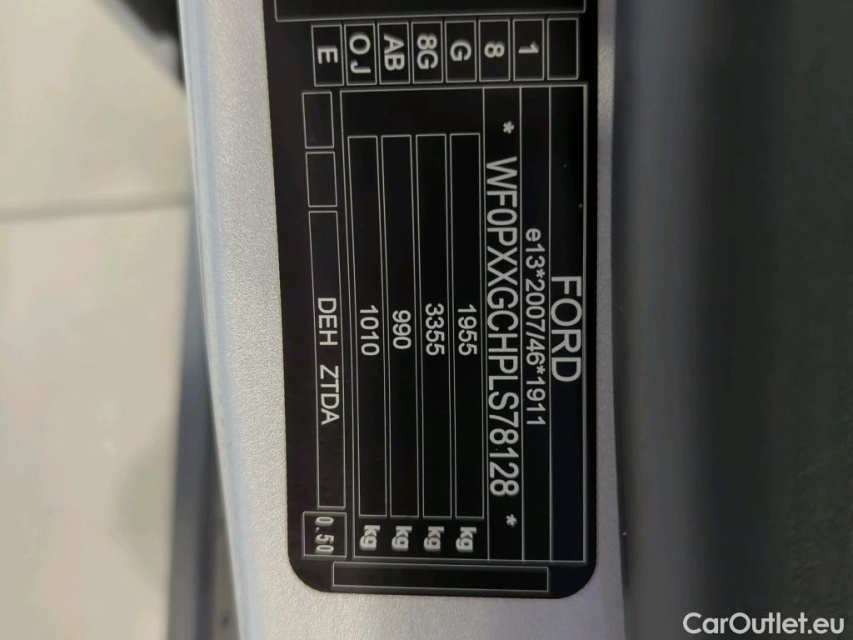 FORD
e13*2007/46*1911
* WF0PXXGCHPLS78128 *
1955 kg
3355 kg
990 kg
1010 kg
DEH ZTDA 0.50
1 8 G 8G AB OJ E
CarOutlet.eu